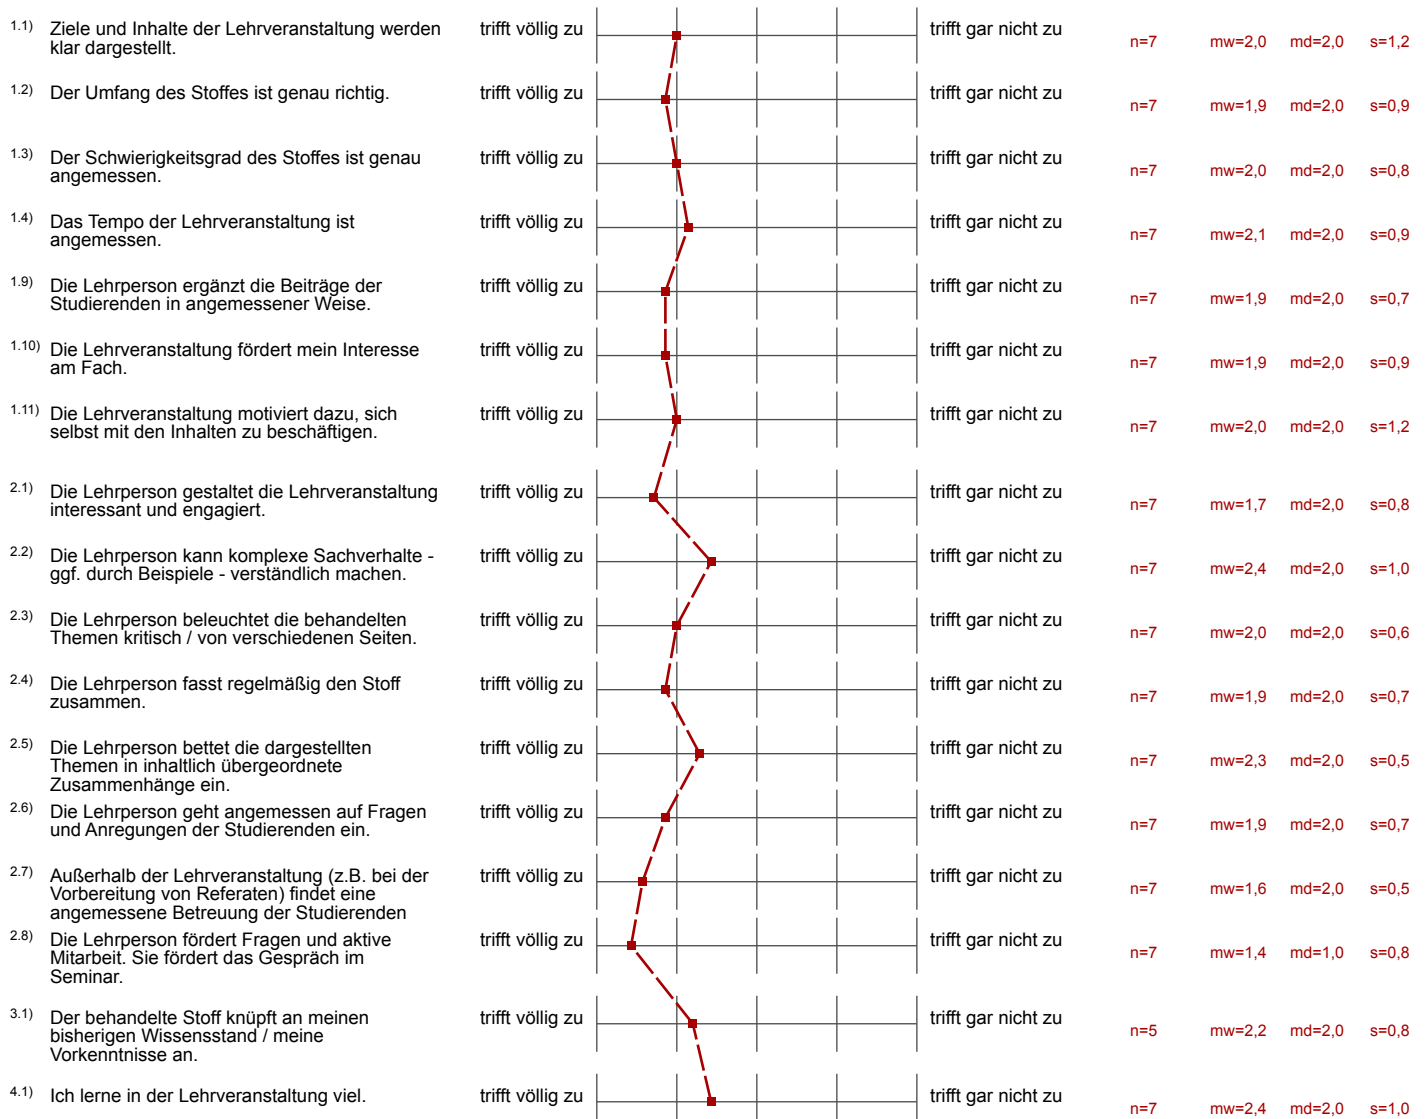 1.1) Ziele und Inhalte der Lehrveranstaltung werden trifft völlig zu trifft gar nicht zu
klar dargestellt. n=7 mw=2,0 md=2,0 s=1,2
1.2) Der Umfang des Stoffes ist genau richtig. trifft völlig zu trifft gar nicht zu
n=7 mw=1,9 md=2,0 s=0,9
1.3) Der Schwierigkeitsgrad des Stoffes ist genau trifft völlig zu trifft gar nicht zu
angemessen. n=7 mw=2,0 md=2,0 s=0,8
1.4) Das Tempo der Lehrveranstaltung ist trifft völlig zu trifft gar nicht zu
angemessen. n=7 mw=2,1 md=2,0 s=0,9
1.9) Die Lehrperson ergänzt die Beiträge der trifft völlig zu trifft gar nicht zu
Studierenden in angemessener Weise. n=7 mw=1,9 md=2,0 s=0,7
1.10) Die Lehrveranstaltung fördert mein Interesse trifft völlig zu trifft gar nicht zu
am Fach. n=7 mw=1,9 md=2,0 s=0,9
1.11) Die Lehrveranstaltung motiviert dazu, sich trifft völlig zu trifft gar nicht zu
selbst mit den Inhalten zu beschäftigen. n=7 mw=2,0 md=2,0 s=1,2
2.1) Die Lehrperson gestaltet die Lehrveranstaltung trifft völlig zu trifft gar nicht zu
interessant und engagiert. n=7 mw=1,7 md=2,0 s=0,8
2.2) Die Lehrperson kann komplexe Sachverhalte - trifft völlig zu trifft gar nicht zu
ggf. durch Beispiele - verständlich machen. n=7 mw=2,4 md=2,0 s=1,0
2.3) Die Lehrperson beleuchtet die behandelten trifft völlig zu trifft gar nicht zu
Themen kritisch / von verschiedenen Seiten. n=7 mw=2,0 md=2,0 s=0,6
2.4) Die Lehrperson fasst regelmäßig den Stoff trifft völlig zu trifft gar nicht zu
zusammen. n=7 mw=1,9 md=2,0 s=0,7
2.5) Die Lehrperson bettet die dargestellten trifft völlig zu trifft gar nicht zu
Themen in inhaltlich übergeordnete n=7 mw=2,3 md=2,0 s=0,5
Zusammenhänge ein.
2.6) Die Lehrperson geht angemessen auf Fragen trifft völlig zu trifft gar nicht zu
und Anregungen der Studierenden ein. n=7 mw=1,9 md=2,0 s=0,7
2.7) Außerhalb der Lehrveranstaltung (z.B. bei der trifft völlig zu trifft gar nicht zu
Vorbereitung von Referaten) findet eine n=7 mw=1,6 md=2,0 s=0,5
angemessene Betreuung der Studierenden
2.8) Die Lehrperson fördert Fragen und aktive trifft völlig zu trifft gar nicht zu
Mitarbeit. Sie fördert das Gespräch im n=7 mw=1,4 md=1,0 s=0,8
Seminar.
3.1) Der behandelte Stoff knüpft an meinen trifft völlig zu trifft gar nicht zu
bisherigen Wissensstand / meine n=5 mw=2,2 md=2,0 s=0,8
Vorkenntnisse an.
4.1) Ich lerne in der Lehrveranstaltung viel. trifft völlig zu trifft gar nicht zu
n=7 mw=2,4 md=2,0 s=1,0